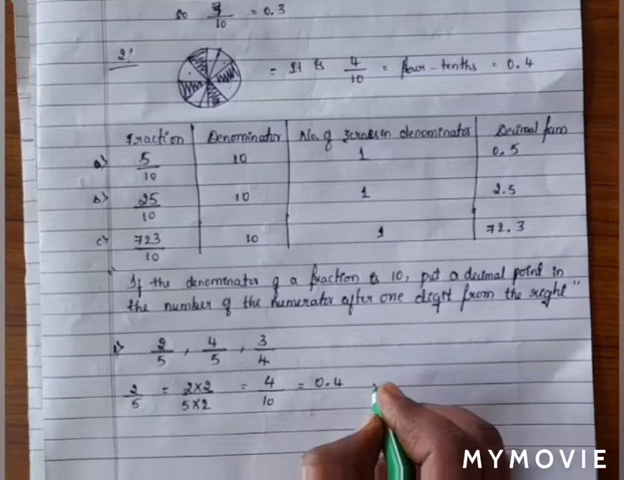 so 3/10 = 0.3
2) = It is 4/10 = four-tenths = 0.4
Fraction Denominator No. of zeroes in denominator Decimal form
a) 5/10 10 1 0.5
b) 25/10 10 1 2.5
c) 723/10 10 1 72.3
"If the denominator of a fraction is 10, put a decimal point in
the number of the numerator after one digit from the right"
2/5 , 4/5 , 3/4
2/5 = 2×2/5×2 = 4/10 = 0.4
MYMOVIE